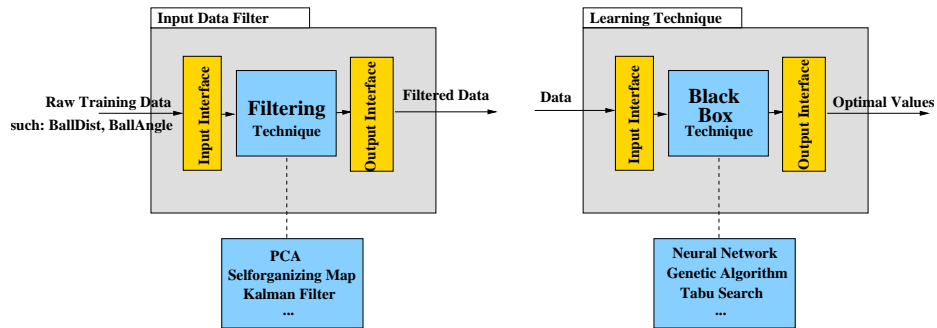 Input Data Filter
Raw Training Data
such: BallDist, BallAngle
Input Interface
Filtering
Technique
Output Interface
Filtered Data
PCA
Selforganizing Map
Kalman Filter
...
Learning Technique
Data
Input Interface
Black
Box
Technique
Output Interface
Optimal Values
Neural Network
Genetic Algorithm
Tabu Search
...